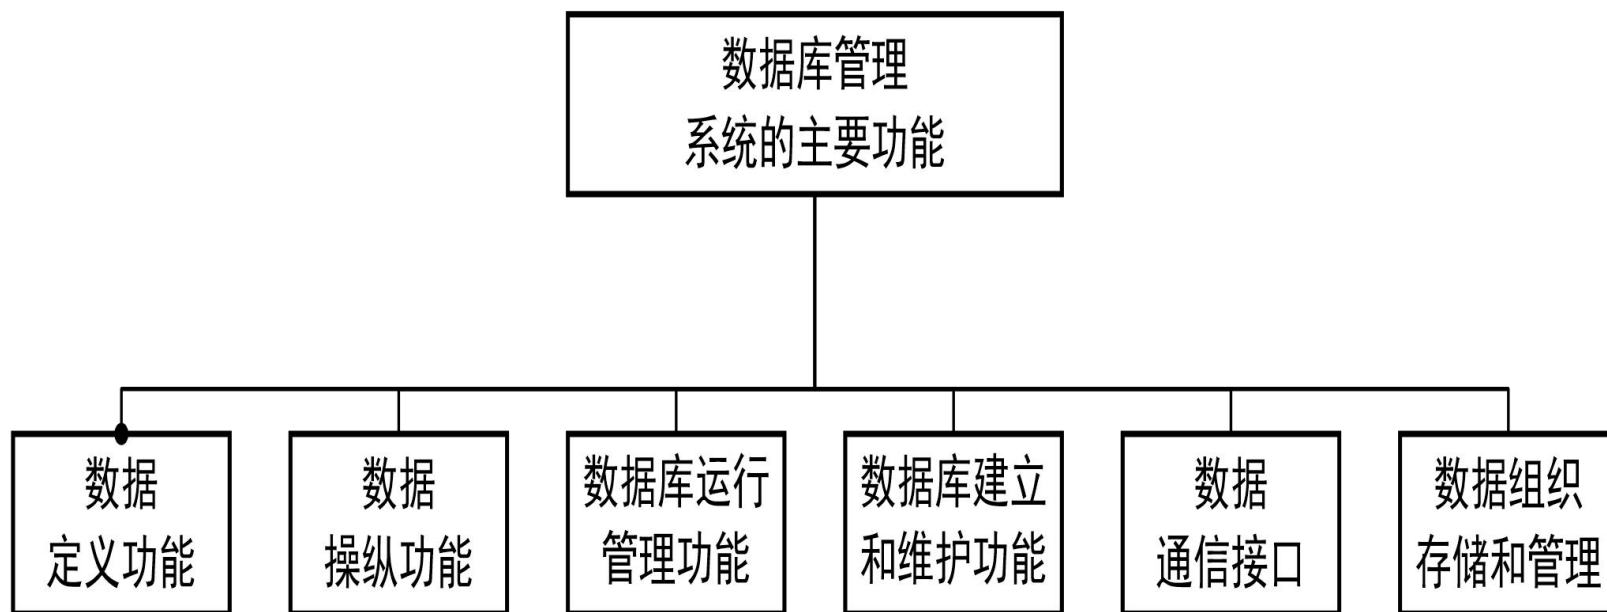 数据库管理
系统的主要功能
数据
定义功能
数据
操纵功能
数据库运行
管理功能
数据库建立
和维护功能
数据
通信接口
数据组织
存储和管理